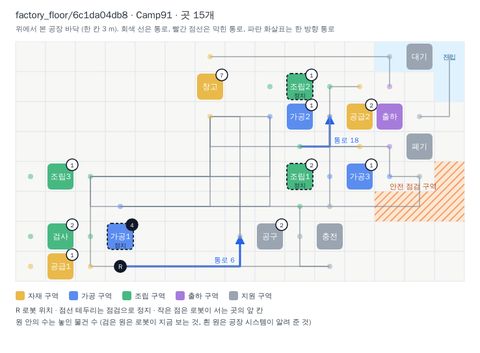 factory_floor/6c1da04db8 · Camp91 · 곳 15개
위에서 본 공장 바닥 (한 칸 3 m). 회색 선은 통로, 빨간 점선은 막힌 통로, 파란 화살표는 한 방향 통로
대기
7
창고
1
조립2
정지
1
가공2
2
공급2
출하
통로 18
폐기
1
조립3
2
조립1
정지
1
가공3
안전 점검 구역
2
검사
4
가공1
정지
2
공구
충전
1
공급1
R
통로 6
자재 구역
가공 구역
조립 구역
출하 구역
지원 구역
R 로봇 위치 · 점선 테두리는 점검으로 정지 · 작은 점은 로봇이 서는 곳의 앞 칸
원 안의 수는 놓인 물건 수 (검은 원은 로봇이 지금 보는 것, 흰 원은 공장 시스템이 알려 준 것)